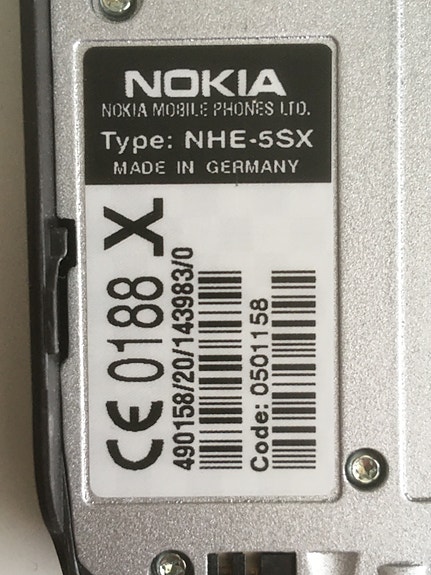 NOKIA
NOKIA MOBILE PHONES LTD.
Type: NHE-5SX
MADE IN GERMANY
CE 0188 X
490158/20/143983/0
Code: 0501158